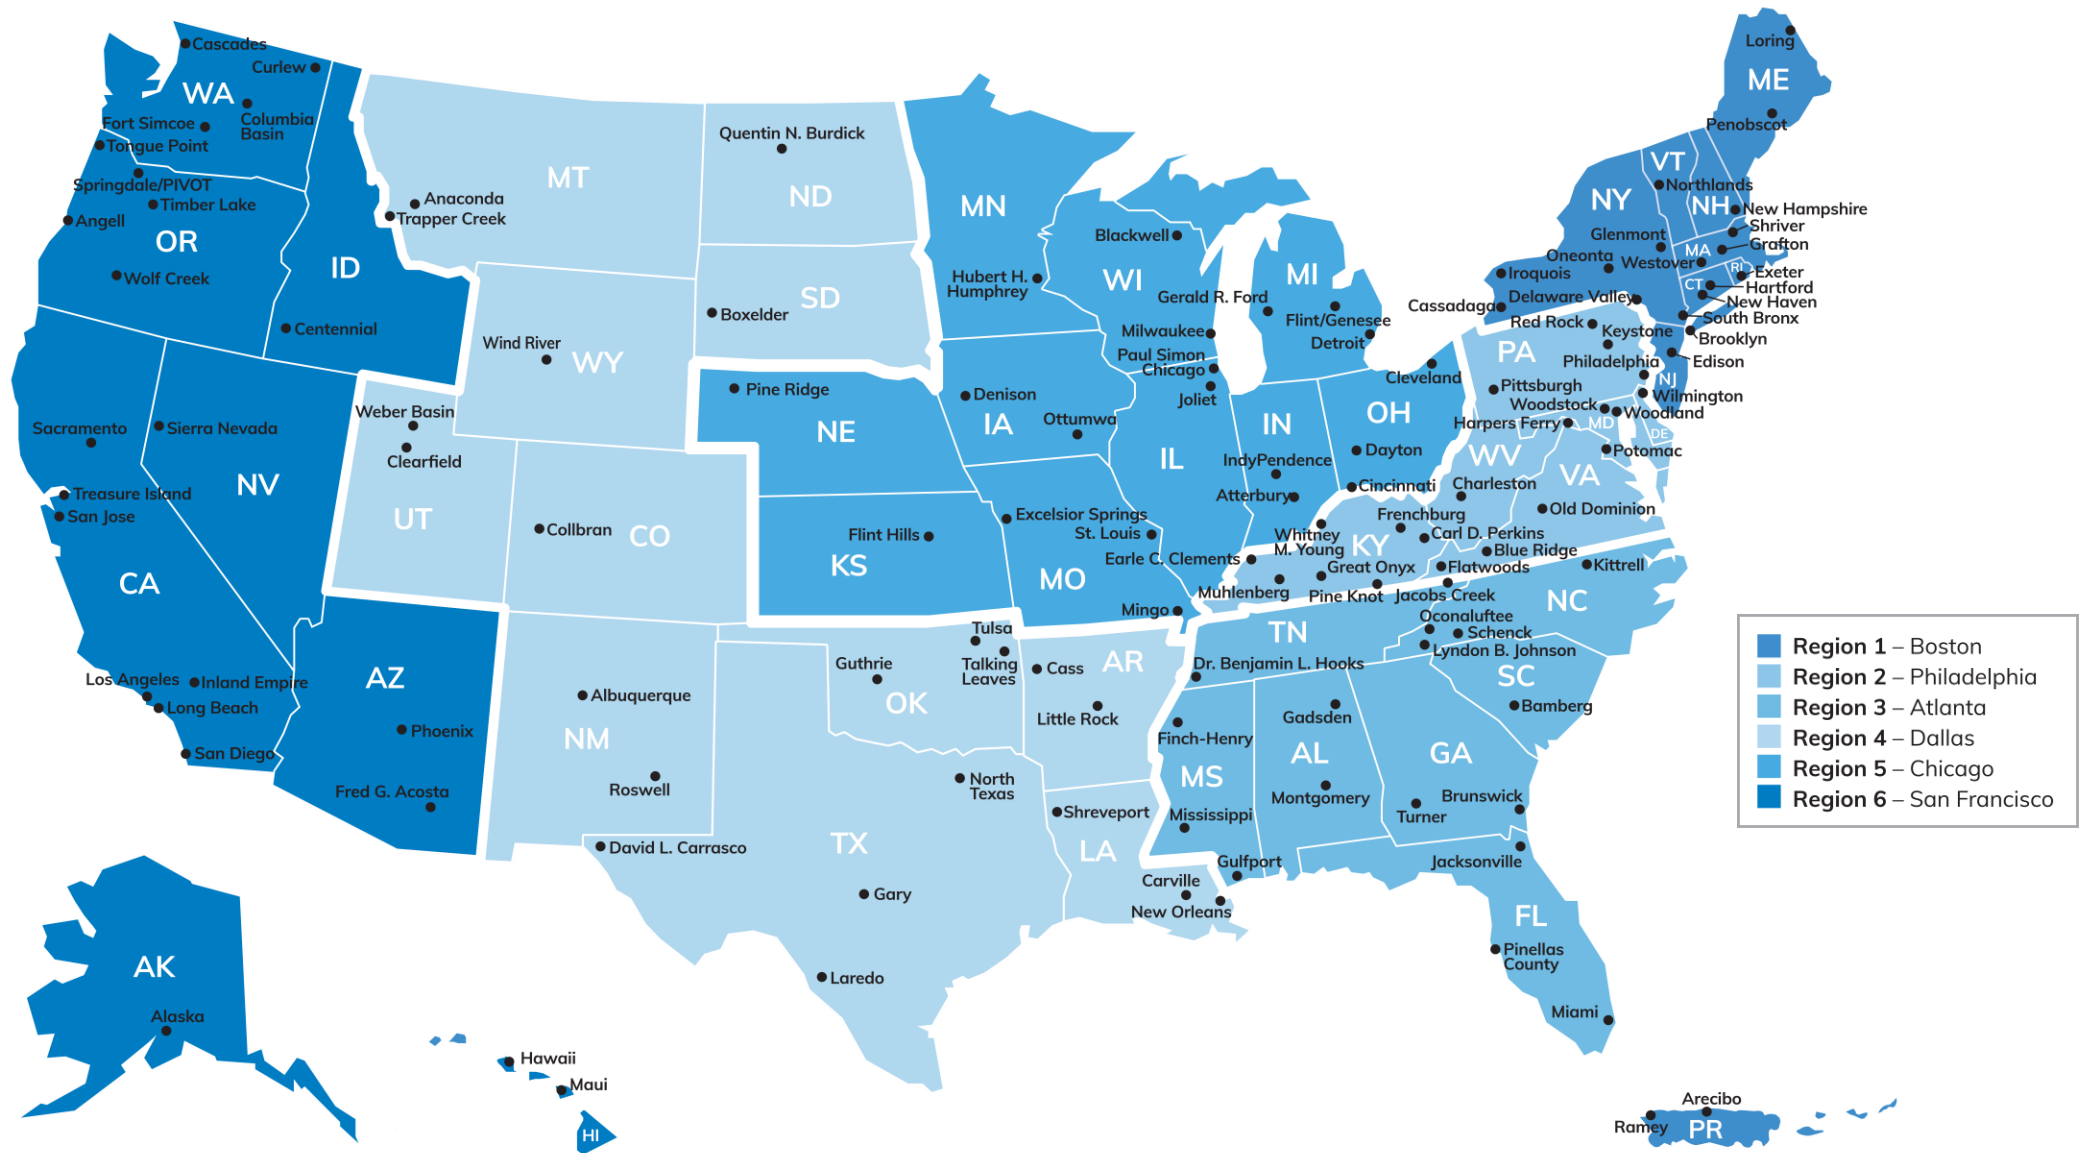 Cascades
Curlew
WA
Columbia
Basin
Fort Simcoe
Tongue Point
Springdale/PIVOT
Timber Lake
Angell
OR
Wolf Creek
ID
Centennial
Sacramento
Sierra Nevada
NV
Treasure Island
San Jose
CA
Los Angeles
Inland Empire
Long Beach
San Diego
AZ
Phoenix
Fred G. Acosta
AK
Alaska
Hawaii
Maui
HI
MT
Anaconda
Trapper Creek
Quentin N. Burdick
ND
SD
Boxelder
Wind River
WY
Weber Basin
Clearfield
UT
Collbran
CO
Albuquerque
NM
Roswell
Tulsa
Talking
Leaves
Guthrie
OK
Cass
AR
Little Rock
North
Texas
David L. Carrasco
TX
Gary
Laredo
Shreveport
LA
Carville
New Orleans
MN
Hubert H.
Humphrey
Blackwell
WI
Milwaukee
MI
Gerald R. Ford
Flint/Genesee
Detroit
Paul Simon
Chicago
Joliet
Pine Ridge
NE
Denison
IA
Ottumwa
IL
IN
IndyPendence
Atterbury
OH
Cleveland
Dayton
Cincinnati
Flint Hills
KS
Excelsior Springs
St. Louis
MO
Mingo
Earle C. Clements
Whitney
M. Young
Muhlenberg
Great Onyx
Pine Knot
KY
Frenchburg
Carl D. Perkins
Charleston
WV
Blue Ridge
Flatwoods
Jacobs Creek
Old Dominion
VA
Harpers Ferry
Woodstock
Woodland
MD
DE
Potomac
Wilmington
Pittsburgh
PA
Red Rock
Keystone
Philadelphia
NJ
Edison
Brooklyn
South Bronx
New Haven
Hartford
Exeter
CT
RI
Grafton
Shriver
MA
Westover
New Hampshire
NH
Northlands
VT
NY
Glenmont
Oneonta
Iroquois
Cassadaga
Delaware Valley
Loring
ME
Penobscot
TN
Dr. Benjamin L. Hooks
Kittrell
NC
Oconaluftee
Schenck
Lyndon B. Johnson
SC
Bamberg
Finch-Henry
MS
Mississippi
Gulfport
Gadsden
AL
Montgomery
GA
Brunswick
Turner
Jacksonville
FL
Pinellas
County
Miami
Arecibo
Ramey
PR
Region 1 – Boston
Region 2 – Philadelphia
Region 3 – Atlanta
Region 4 – Dallas
Region 5 – Chicago
Region 6 – San Francisco